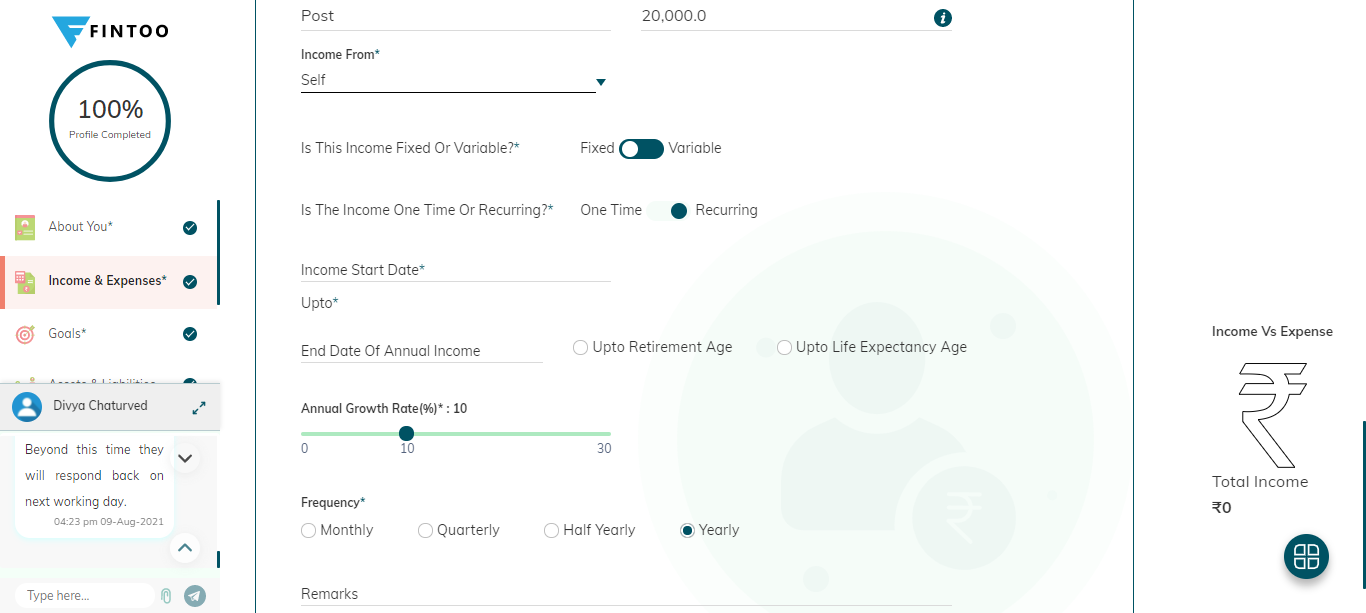 FINTOO
100%
Profile Completed
About You*
Income & Expenses*
Goals*
Assets & Liabilities
Divya Chaturved
Beyond this time they
will respond back on
next working day.
04:23 pm 09-Aug-2021
Type here...
Post
20,000.0
Income From*
Self
Is This Income Fixed Or Variable?*
Fixed
Variable
Is The Income One Time Or Recurring?*
One Time
Recurring
Income Start Date*
Upto*
End Date Of Annual Income
Upto Retirement Age
Upto Life Expectancy Age
Annual Growth Rate(%)* : 10
0
10
30
Frequency*
Monthly
Quarterly
Half Yearly
Yearly
Remarks
Income Vs Expense
₹
Total Income
₹0